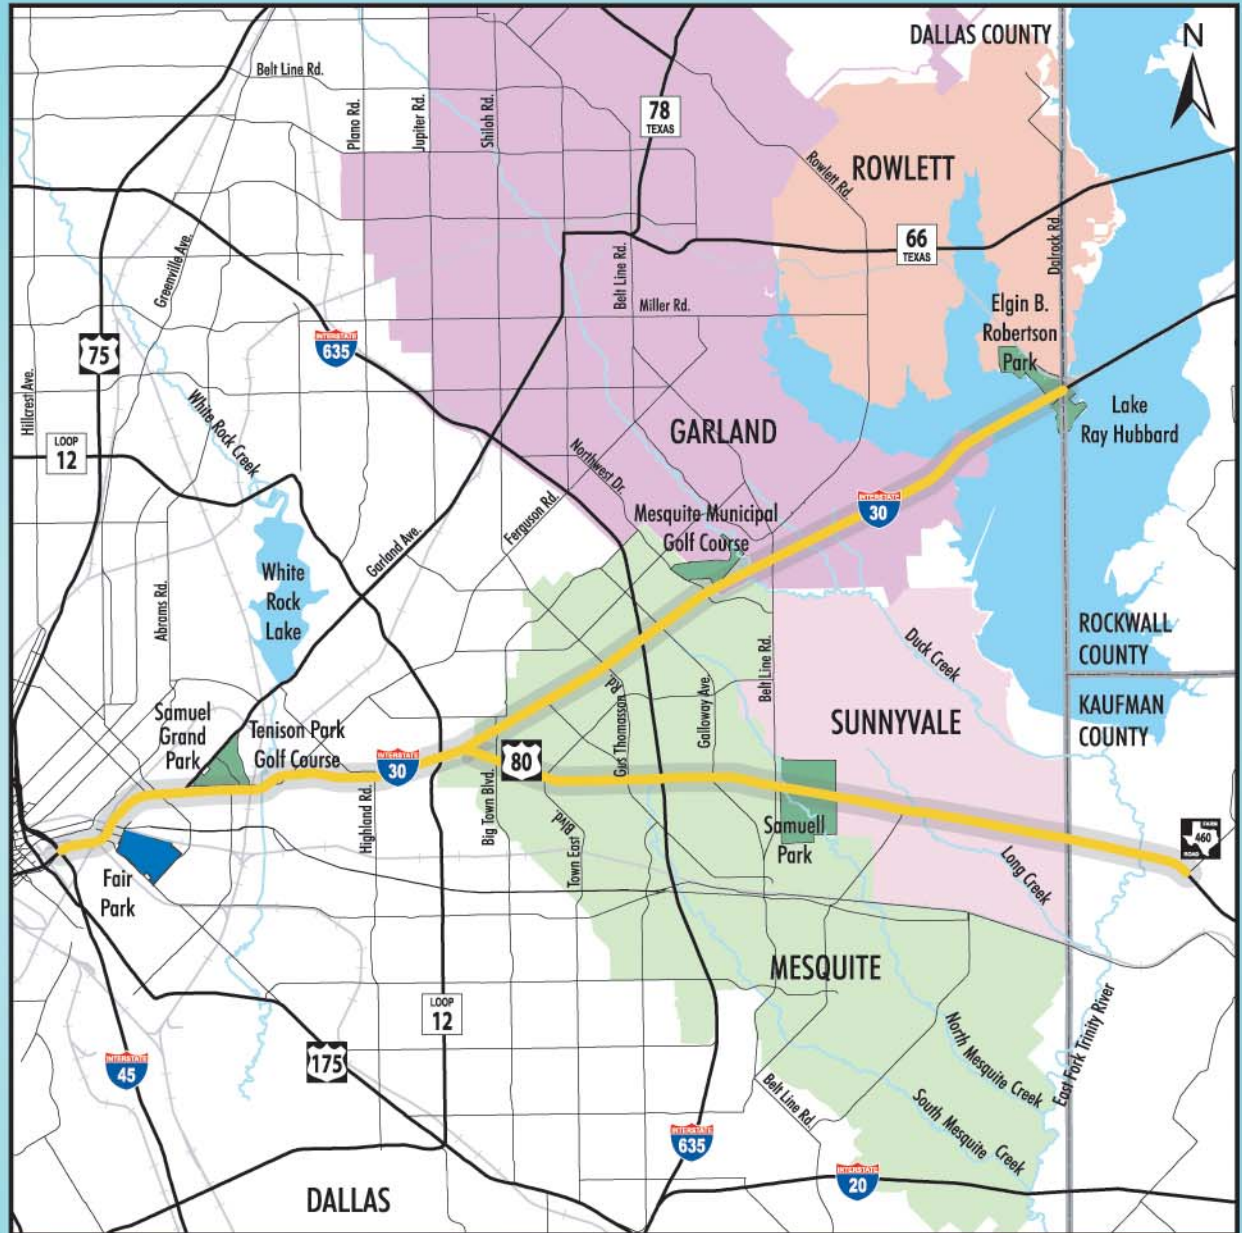 DALLAS COUNTY
N
Belt Line Rd.
Plano Rd.
Jupiter Rd.
Shiloh Rd.
78
TEXAS
Rowlett Rd.
ROWLETT
66
TEXAS
Dalrock Rd.
Greenville Ave.
Belt Line Rd.
Miller Rd.
Elgin B.
Robertson
Park
INTERSTATE
635
75
Hillcrest Ave.
White Rock Creek
LOOP
12
GARLAND
Lake
Ray Hubbard
Northwest Dr.
Ferguson Rd.
Mesquite Municipal
Golf Course
INTERSTATE
30
Garland Ave.
White
Rock
Lake
Abrams Rd.
Duck Creek
ROCKWALL
COUNTY
KAUFMAN
COUNTY
Belt Line Rd.
Galloway Ave.
Gus Thomasson Rd.
SUNNYVALE
Samuel
Grand
Park
Tenison Park
Golf Course
INTERSTATE
30
80
Highland Rd.
Big Town Blvd.
Town East Blvd.
Samuell
Park
FARM
460
ROAD
Long Creek
Fair
Park
MESQUITE
LOOP
12
INTERSTATE
45
175
North Mesquite Creek
East Fork Trinity River
South Mesquite Creek
Belt Line Rd.
INTERSTATE
635
INTERSTATE
20
DALLAS